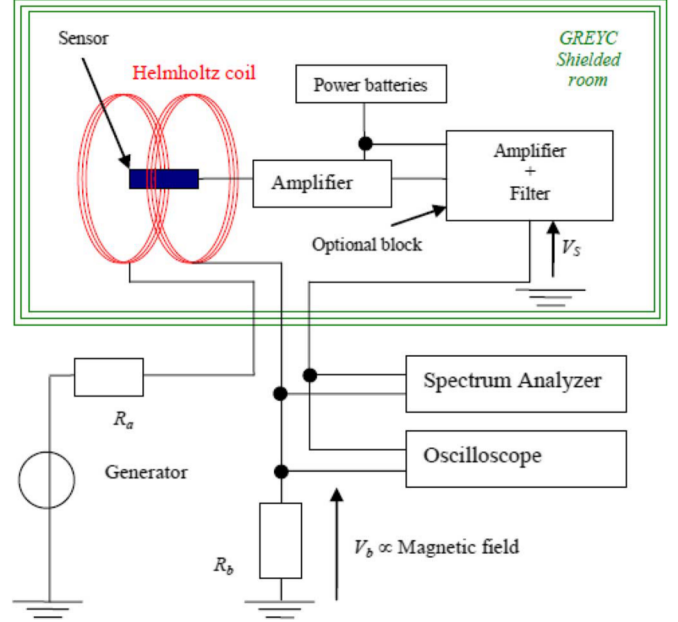 Sensor
GREYC
Shielded
room
Helmholtz coil
Power batteries
Amplifier
+
Filter
Amplifier
Optional block
V_S
Spectrum Analyzer
R_a
Generator
Oscilloscope
V_b ∝ Magnetic field
R_b